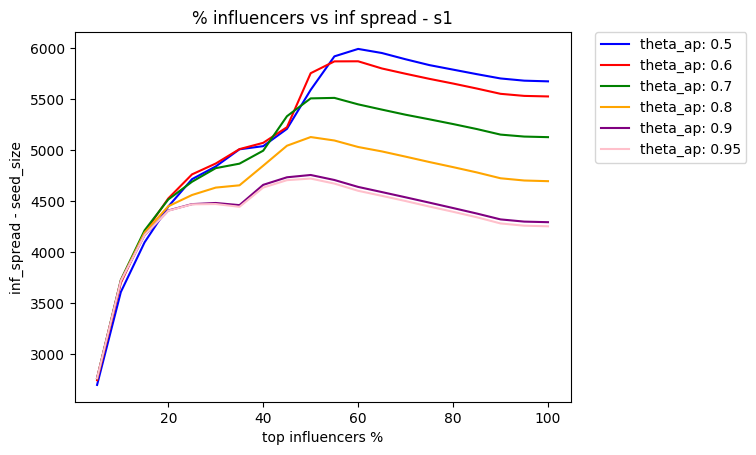 % influencers vs inf spread - s1
inf_spread - seed_size
6000
5500
5000
4500
4000
3500
3000
20
40
60
80
100
top influencers %
theta_ap: 0.5
theta_ap: 0.6
theta_ap: 0.7
theta_ap: 0.8
theta_ap: 0.9
theta_ap: 0.95